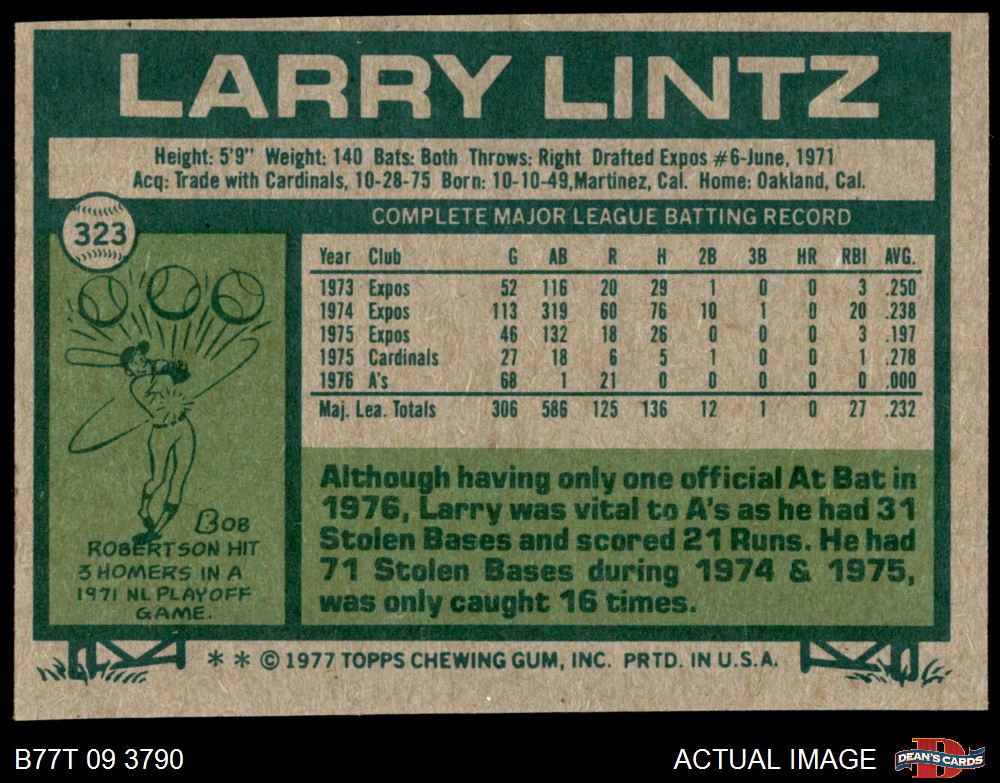 LARRY LINTZ
Height: 5'9" Weight: 140 Bats: Both Throws: Right Drafted Expos #6-June, 1971
Acq: Trade with Cardinals, 10-28-75 Born: 10-10-49,Martinez, Cal. Home: Oakland, Cal.
323
COMPLETE MAJOR LEAGUE BATTING RECORD
Year Club G AB R H 2B 3B HR RBI AVG.
1973 Expos 52 116 20 29 1 0 0 3 .250
1974 Expos 113 319 60 76 10 1 0 20 .238
1975 Expos 46 132 18 26 0 0 0 3 .197
1975 Cardinals 27 18 6 5 1 0 0 1 .278
1976 A's 68 1 21 0 0 0 0 0 .000
Maj. Lea. Totals 306 586 125 136 12 1 0 27 .232
BOB
ROBERTSON HIT
3 HOMERS IN A
1971 NL PLAYOFF
GAME.
Although having only one official At Bat in
1976, Larry was vital to A's as he had 31
Stolen Bases and scored 21 Runs. He had
71 Stolen Bases during 1974 & 1975,
was only caught 16 times.
* * © 1977 TOPPS CHEWING GUM, INC. PRTD. IN U.S.A.
B77T 09 3790
ACTUAL IMAGE
D
DEAN'S CARDS